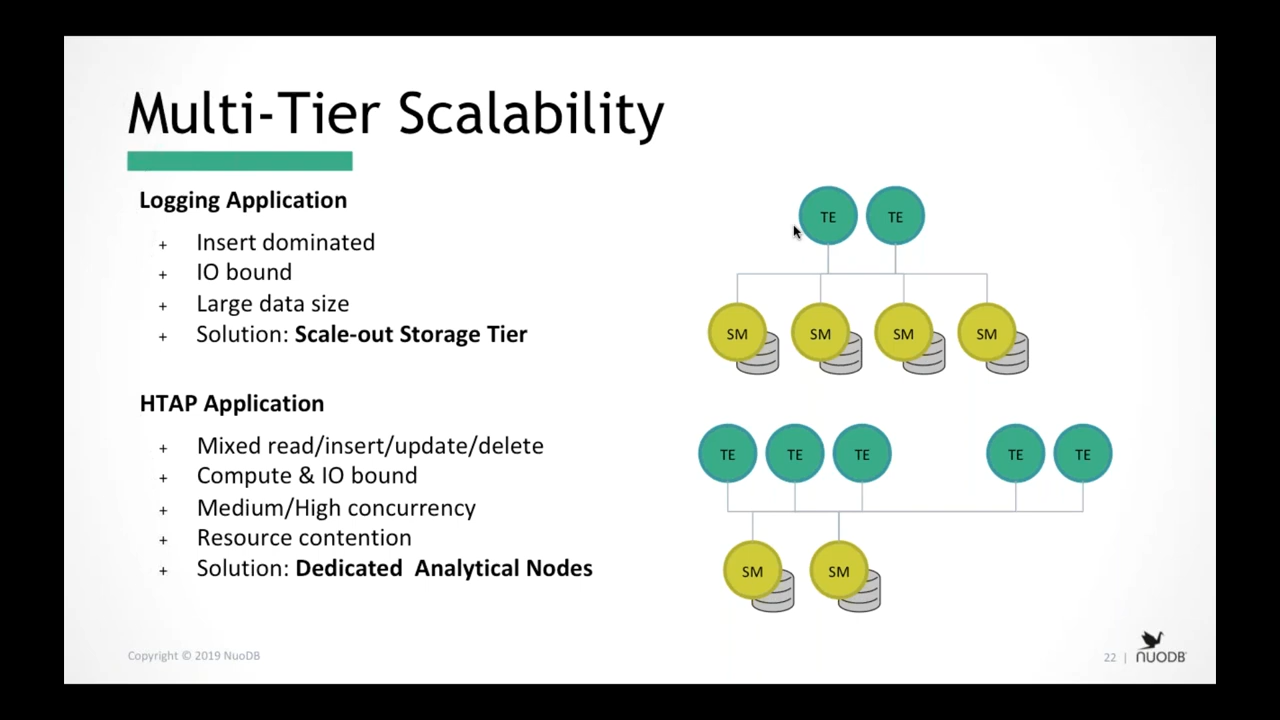 Multi-Tier Scalability
Logging Application
+ Insert dominated
+ IO bound
+ Large data size
+ Solution: Scale-out Storage Tier
TE TE
SM SM SM SM
HTAP Application
+ Mixed read/insert/update/delete
+ Compute & IO bound
+ Medium/High concurrency
+ Resource contention
+ Solution: Dedicated Analytical Nodes
TE TE TE TE TE
SM SM
Copyright © 2019 NuoDB
22 | NUODB